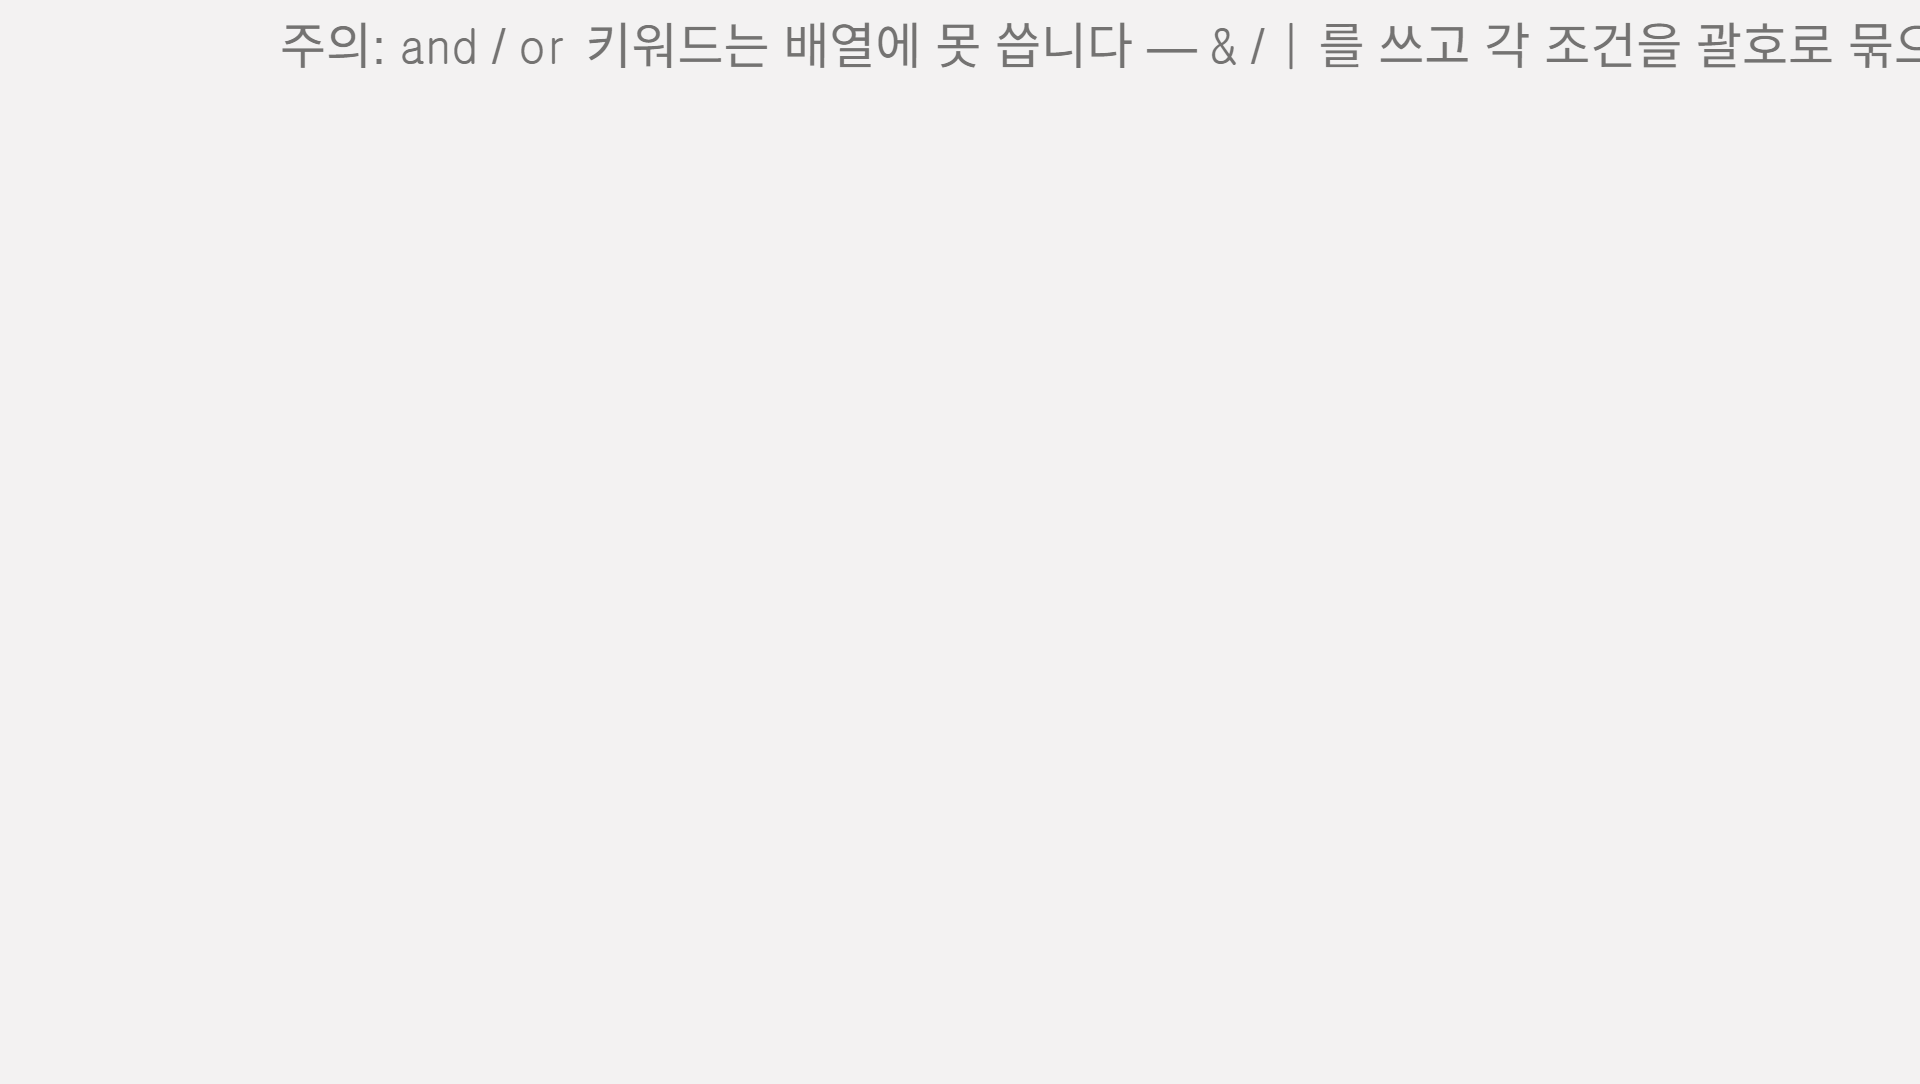 주의: and / or 키워드는 배열에 못 씁니다 — & / | 를 쓰고 각 조건을 괄호로